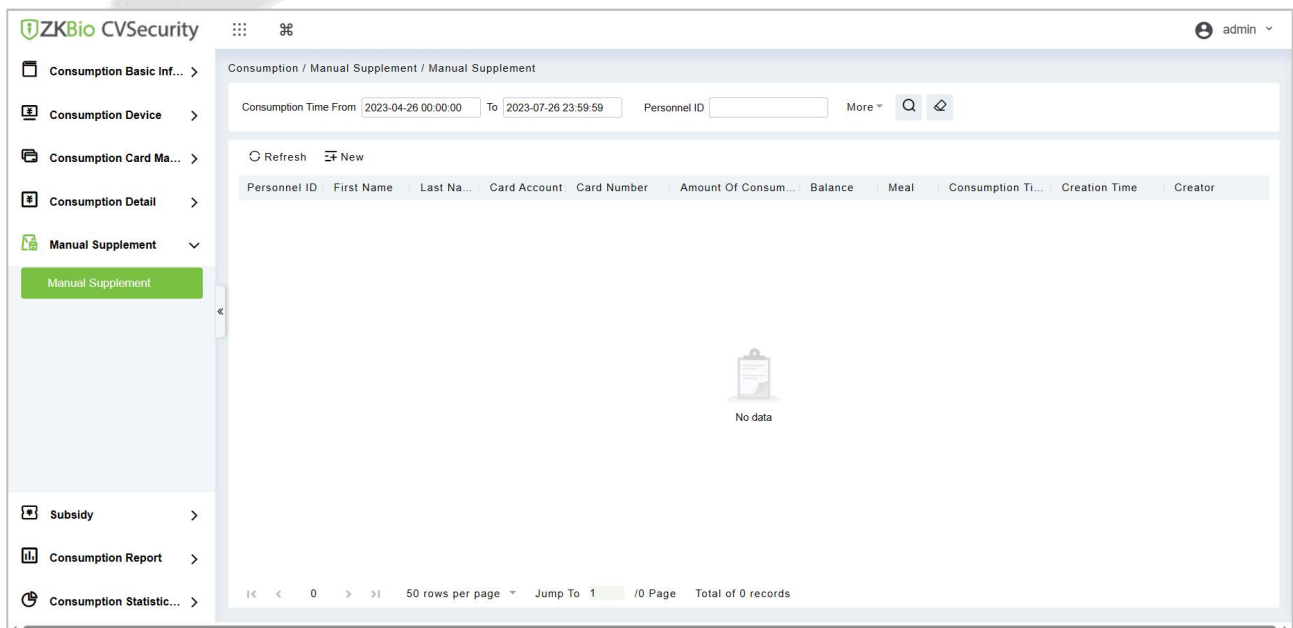 ZKBio CVSecurity
admin
Consumption Basic Inf...
Consumption Device
Consumption Card Ma...
Consumption Detail
Manual Supplement
Manual Supplement
Subsidy
Consumption Report
Consumption Statistic...
Consumption / Manual Supplement / Manual Supplement
Consumption Time From 2023-04-26 00:00:00 To 2023-07-26 23:59:59 Personnel ID More
Refresh New
Personnel ID First Name Last Na... Card Account Card Number Amount Of Consum... Balance Meal Consumption Ti... Creation Time Creator
No data
0 50 rows per page Jump To 1 /0 Page Total of 0 records